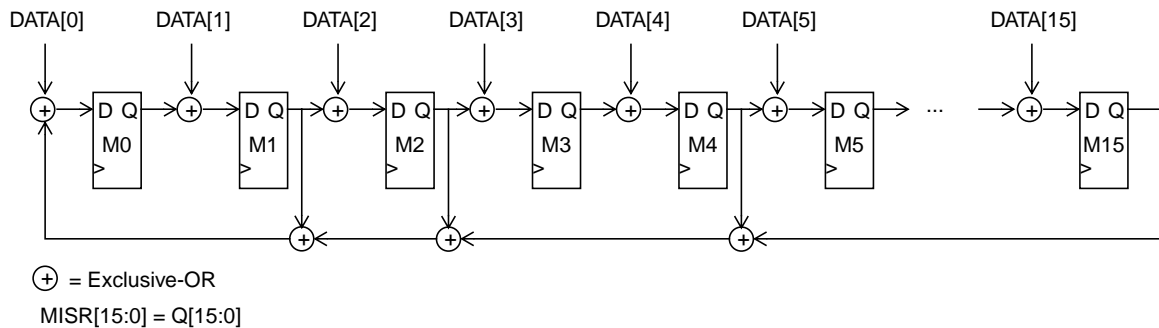 DATA[0] DATA[1] DATA[2] DATA[3] DATA[4] DATA[5] DATA[15]
+ + + + + + +
D Q D Q D Q D Q D Q D Q ... D Q
M0 M1 M2 M3 M4 M5 M15
+ + +
+ = Exclusive-OR
MISR[15:0] = Q[15:0]